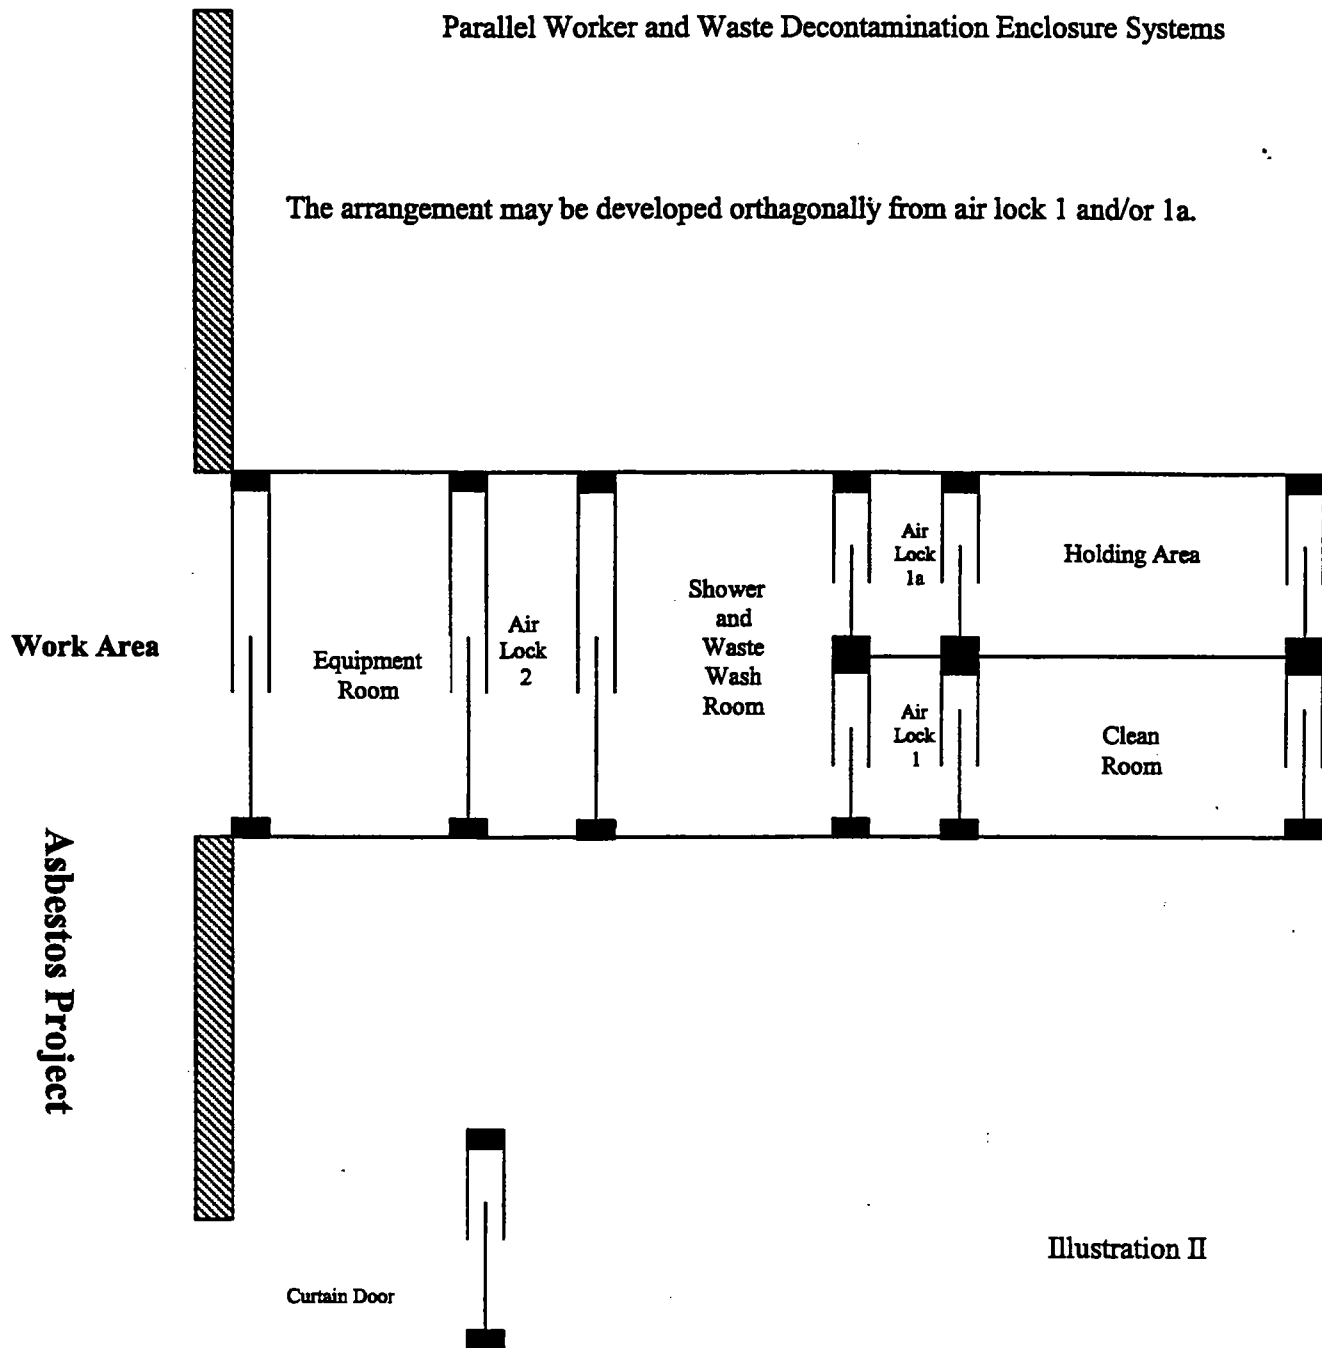 Parallel Worker and Waste Decontamination Enclosure Systems
The arrangement may be developed orthagonally from air lock 1 and/or 1a.
Work Area
Equipment
Room
Air
Lock
2
Shower
and
Waste
Wash
Room
Air
Lock
1a
Holding Area
Air
Lock
1
Clean
Room
Asbestos Project
Curtain Door
Illustration II